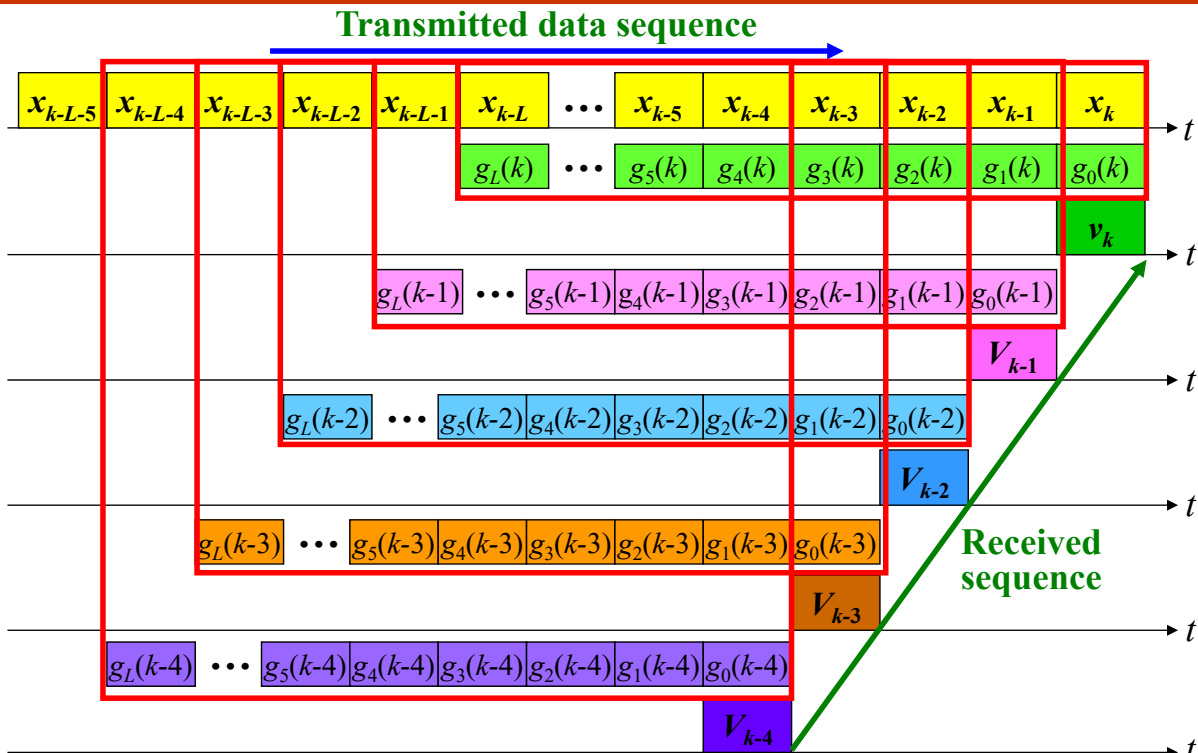 Transmitted data sequence
x_{k-L-5} x_{k-L-4} x_{k-L-3} x_{k-L-2} x_{k-L-1} x_{k-L} ••• x_{k-5} x_{k-4} x_{k-3} x_{k-2} x_{k-1} x_k
t
g_L(k) ••• g_5(k) g_4(k) g_3(k) g_2(k) g_1(k) g_0(k)
v_k
t
g_L(k-1) ••• g_5(k-1) g_4(k-1) g_3(k-1) g_2(k-1) g_1(k-1) g_0(k-1)
V_{k-1}
t
g_L(k-2) ••• g_5(k-2) g_4(k-2) g_3(k-2) g_2(k-2) g_1(k-2) g_0(k-2)
V_{k-2}
t
g_L(k-3) ••• g_5(k-3) g_4(k-3) g_3(k-3) g_2(k-3) g_1(k-3) g_0(k-3)
Received
sequence
V_{k-3}
t
g_L(k-4) ••• g_5(k-4) g_4(k-4) g_3(k-4) g_2(k-4) g_1(k-4) g_0(k-4)
V_{k-4}
t